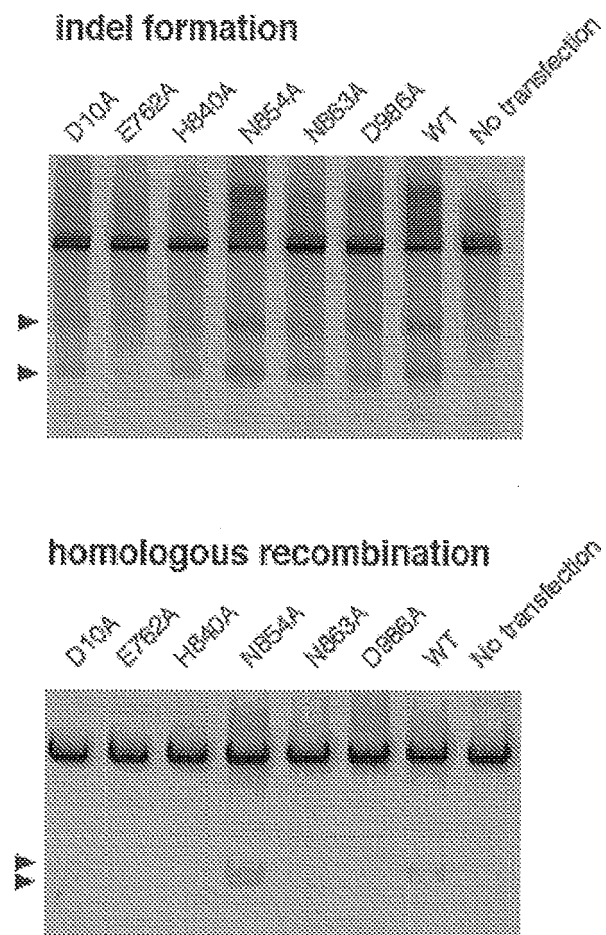 indel formation
D10A E762A H840A N854A N863A D986A WT No transfection
homologous recombination
D10A E762A H840A N854A N863A D986A WT No transfection